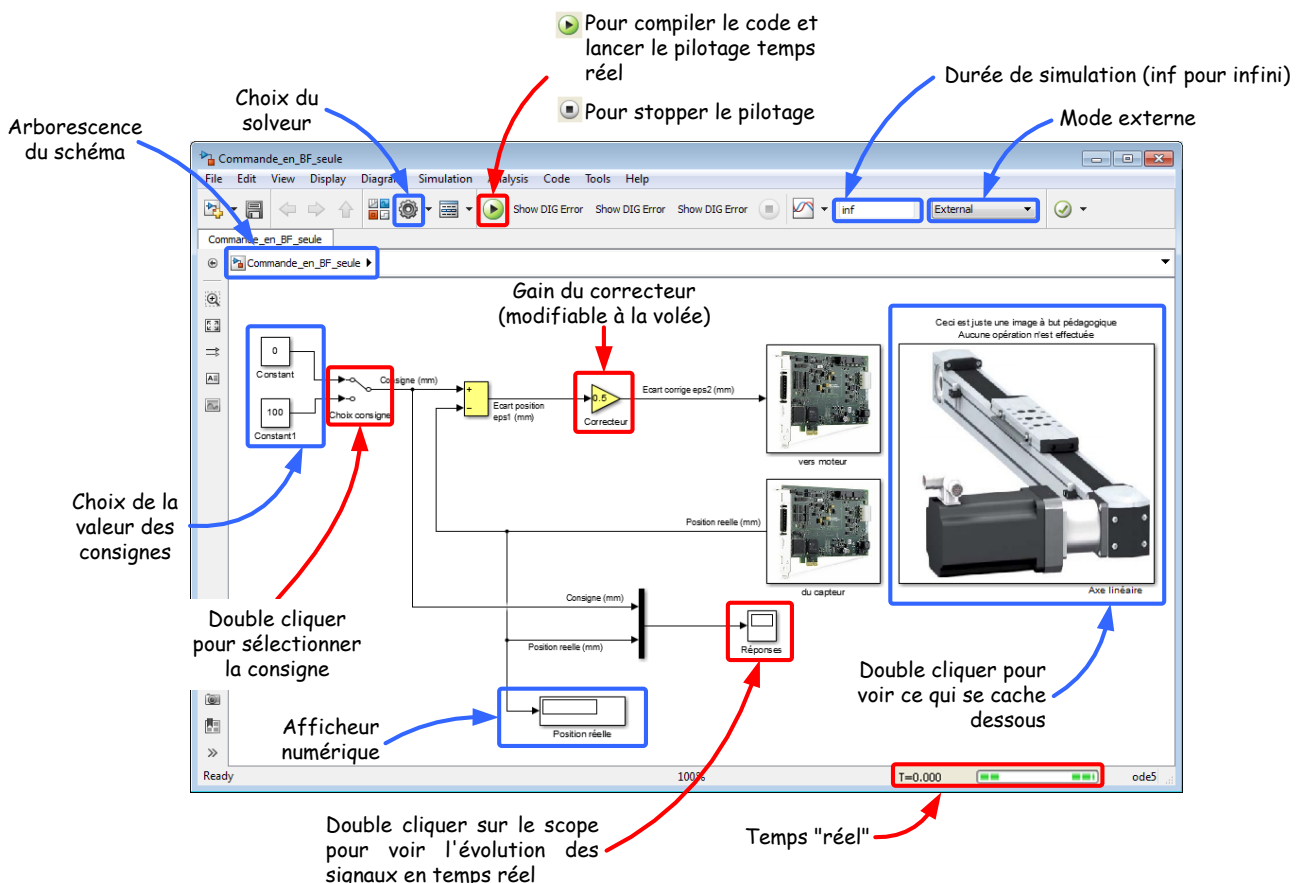 Pour compiler le code et
lancer le pilotage temps
réel
Pour stopper le pilotage
Durée de simulation (inf pour infini)
Mode externe
Choix du
solveur
Arborescence
du schéma
Commande_en_BF_seule
File Edit View Display Diagram Simulation Analysis Code Tools Help
Show DIG Error Show DIG Error Show DIG Error inf External
Commande_en_BF_seule
Commande_en_BF_seule
Gain du correcteur
(modifiable à la volée)
Ceci est juste une image à but pédagogique
Aucune opération n'est effectuée
0
Constant
100
Constant1
Choix consigne
Consigne (mm)
+
−
Ecart position
eps1 (mm)
0.5
Correcteur
Ecart corrige eps2 (mm)
vers moteur
Position reelle (mm)
du capteur
Axe linéaire
Choix de la
valeur des
consignes
Consigne (mm)
Position reelle (mm)
Réponses
Double cliquer
pour sélectionner
la consigne
Double cliquer pour
voir ce qui se cache
dessous
Afficheur
numérique
Position réelle
Ready 100% T=0.000 ode5
Double cliquer sur le scope
pour voir l'évolution des
signaux en temps réel
Temps "réel"